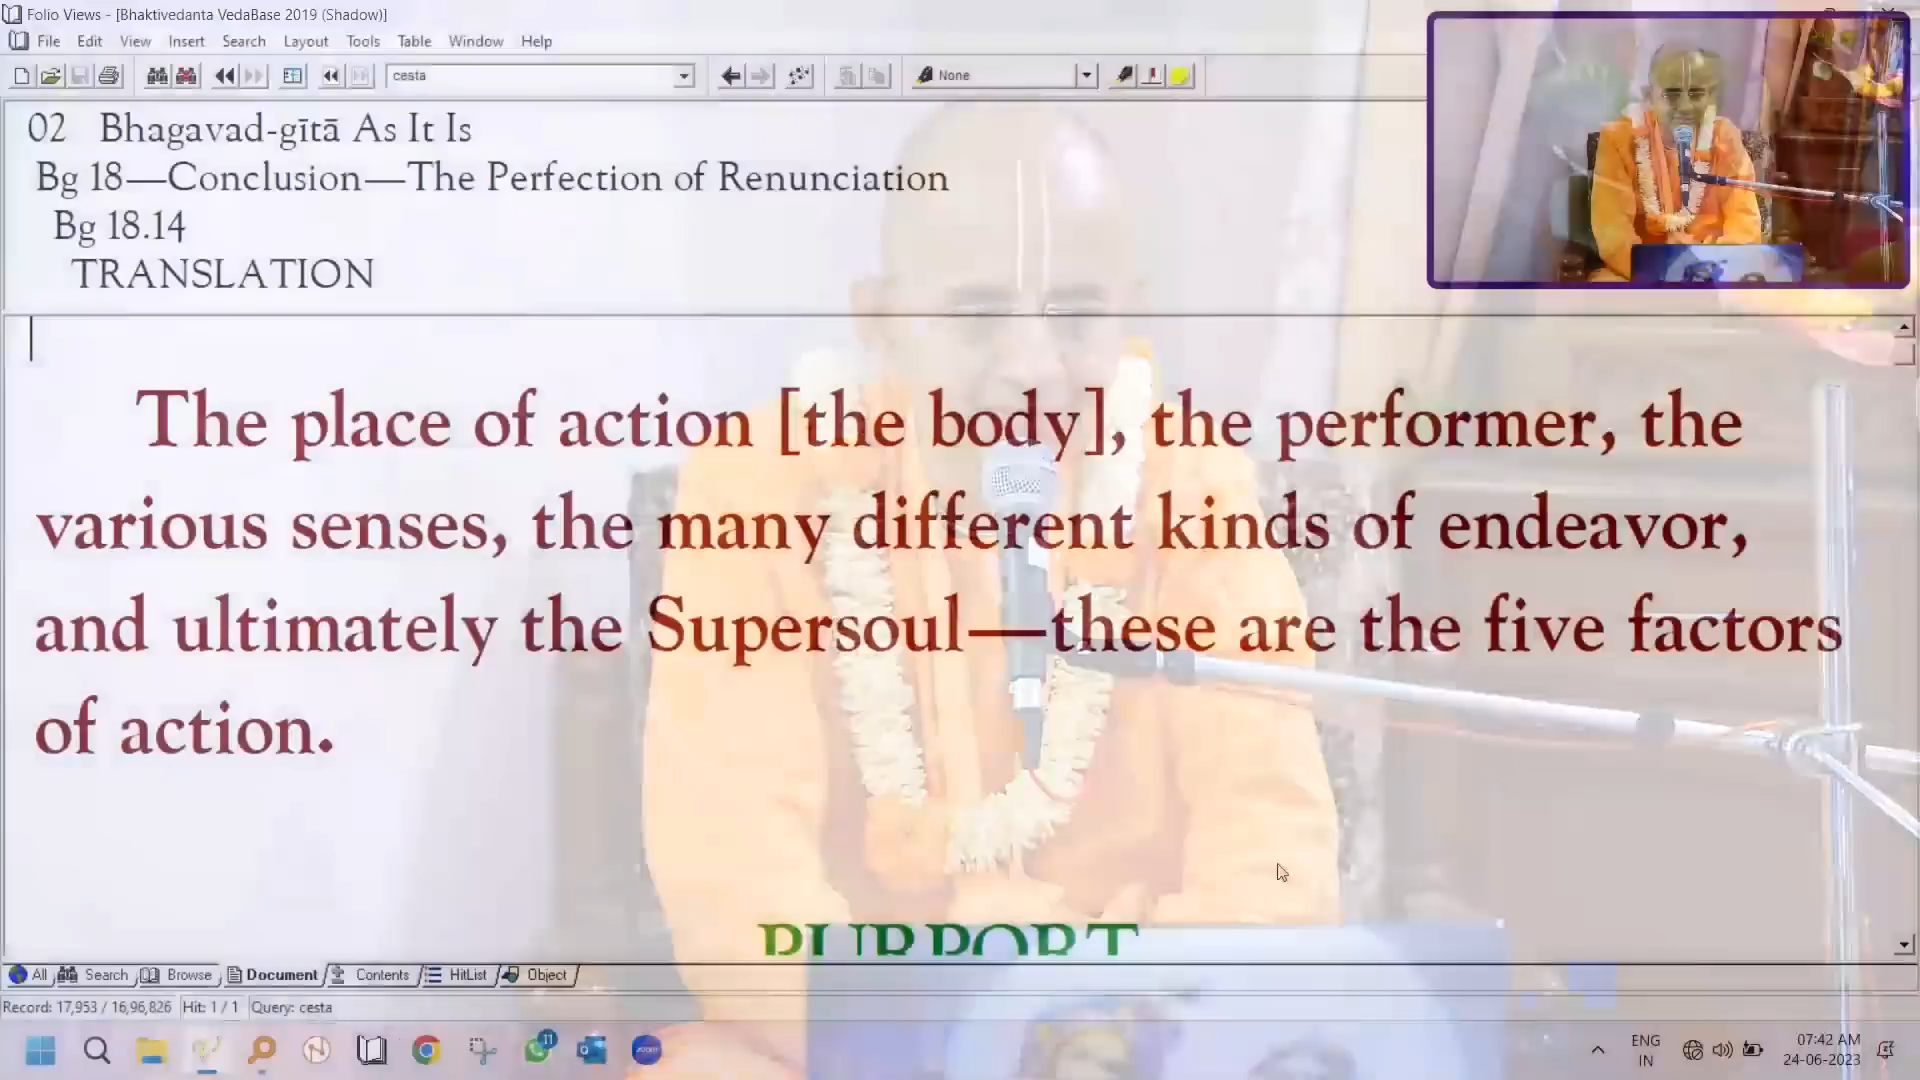 Folio Views - [Bhaktivedanta VedaBase 2019 (Shadow)]
File Edit View Insert Search Layout Tools Table Window Help
cesta None
02 Bhagavad-gītā As It Is
Bg 18—Conclusion—The Perfection of Renunciation
Bg 18.14
TRANSLATION
The place of action [the body], the performer, the
various senses, the many different kinds of endeavor,
and ultimately the Supersoul—these are the five factors
of action.
PURPORT
All Search Browse Document Contents HitList Object
Record: 17,953 / 16,96,826 Hit: 1 / 1 Query: cesta
11
ENG
IN
07:42 AM
24-06-2023